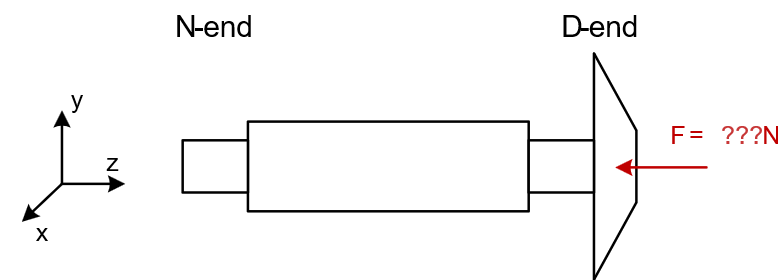 N-end
D-end
y
F = ???N
z
x